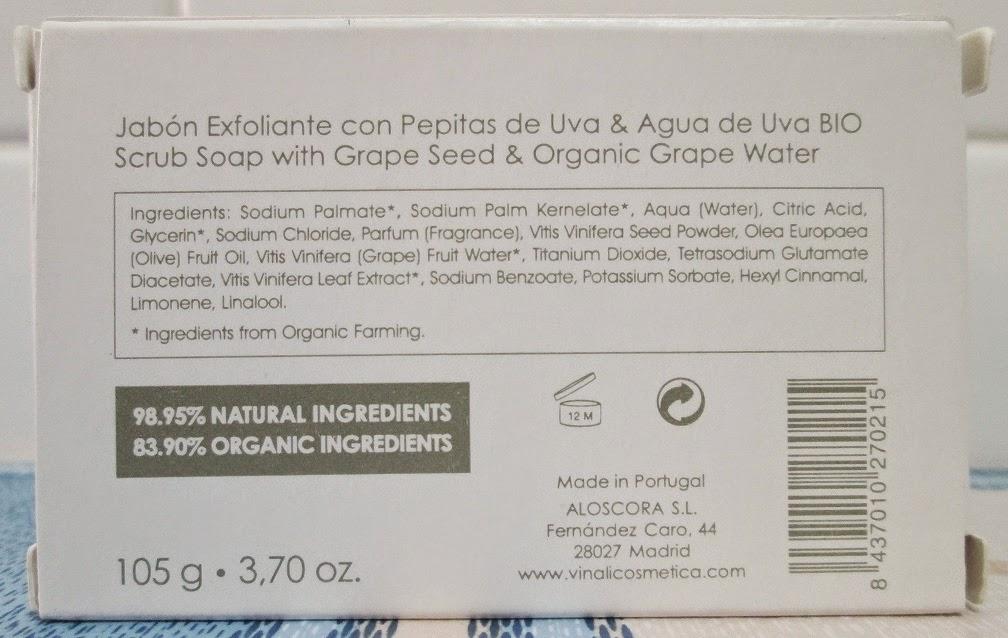 Jabón Exfoliante con Pepitas de Uva & Agua de Uva BIO
Scrub Soap with Grape Seed & Organic Grape Water
Ingredients: Sodium Palmate*, Sodium Palm Kernelate*, Aqua (Water), Citric Acid,
Glycerin*, Sodium Chloride, Parfum (Fragrance), Vitis Vinifera Seed Powder, Olea Europaea
(Olive) Fruit Oil, Vitis Vinifera (Grape) Fruit Water*, Titanium Dioxide, Tetrasodium Glutamate
Diacetate, Vitis Vinifera Leaf Extract*, Sodium Benzoate, Potassium Sorbate, Hexyl Cinnamal,
Limonene, Linalool.
* Ingredients from Organic Farming.
98.95% NATURAL INGREDIENTS
83.90% ORGANIC INGREDIENTS
12 M
Made in Portugal
ALOSCORA S.L.
Fernández Caro, 44
28027 Madrid
www.vinalicosmetica.com
105 g • 3,70 oz.
8 437010 270215